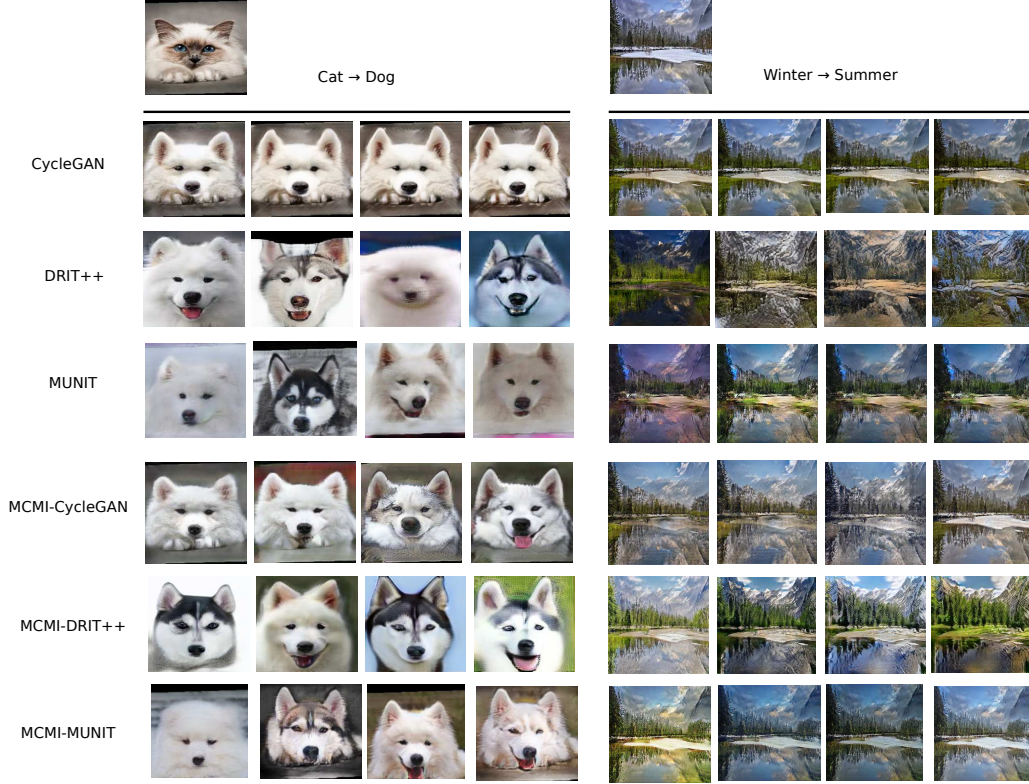 Cat → Dog
Winter → Summer
CycleGAN
DRIT++
MUNIT
MCMI-CycleGAN
MCMI-DRIT++
MCMI-MUNIT